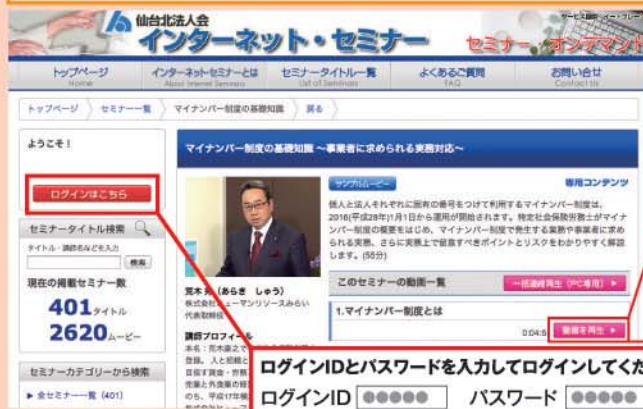 仙台北法人会
インターネット・セミナー
セミナー・オンデマンド
トップページ
Home
インターネットセミナーとは
About Internet Seminars
セミナータイトル一覧
List of Seminars
よくあるご質問
FAQ
お問い合せ
Contact Us
トップページ
セミナー一覧
マイナンバー制度の基礎知識
戻る
ようこそ!
ログインはこちら
セミナータイトル検索
タイトル・講師名などを入力
検索
現在の掲載セミナー数
401タイトル
2620ムービー
セミナーカテゴリーから検索
▶ 全セミナー一覧 (401)
マイナンバー制度の基礎知識 ~事業者に求められる実務対応~
サンプルムービー
専用コンテンツ
個人と法人それぞれに固有の番号をつけて利用するマイナンバー制度は、
2016(平成28年)1月1日から運用が開始されます。特定社会保険労務士がマイナ
ンバー制度の概要をはじめ、マイナンバー制度で発生する業務や事業者に求め
られる実務、さらに実務上で留意すべきポイントとリスクをわかりやすく解説
します。(58分)
このセミナーの動画一覧
一括連続再生 (PC専用) ▶
1.マイナンバー制度とは
0:04:5
動画を再生 ▶
荒木
(あらき しゅう)
株式会社ヒューマンリソースみらい
代表取締役
講師プロフィール
ログインIDとパスワードを入力してログインしてくだ
ログインID
パスワード